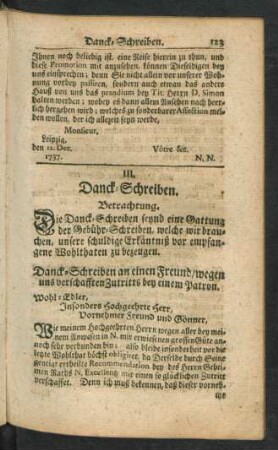 Danck-Schreiben. 123
Ihnen noch beliebig ist, eine Reise hierein zu thun, und
diese Promotion mit anzusehen, können Dieselbigen bey
uns einsprechen; denn Sie nicht allein vor unserer Woh-
nung vorbey passiren, sondern auch etwan das andere
Hauß von uns das prandium bey Tit. Herrn D. Simon
halten werden; wobey es dann allem Ansehen nach herr-
lich hergehen wird; welches zu sonderbarer Affection mel-
den wollen, der ich allezeit seyn werde,
Monsieur,
Leipzig,
den 12. Dec. Vôtre &c.
1737. N. N.
III.
Danck-Schreiben.
Betrachtung.
Die Danck-Schreiben seynd eine Gattung
der Gebühr-Schreiben, welche wir brau-
chen, unsere schuldige Erkäntnuß vor empfan-
gene Wohlthaten zu bezeugen.
Danck-Schreiben an einen Freund, wegen
uns verschafften Zutritts bey einem Patron.
Wohl-Edler,
Insonders Hochgeehrte Herr,
Vornehmer Freund und Gönner,
Wie meinem Hochgeehrten Herrn wegen aller bey mei-
nem Anwesen in N. mir erwiesenen grossen Güte an-
noch sehr verbunden bin; also bleibe insonderheit vor die
letzte Wohlthat höchst obligiret, da Derselbe durch Seine
gütigst ertheilte Recommendation bey des Herrn Gehei-
men Raths N. Excellentz mir einen so glücklichen Zutritt
verschaffet. Denn ich muß bekennen, daß dieser vorneh-
me